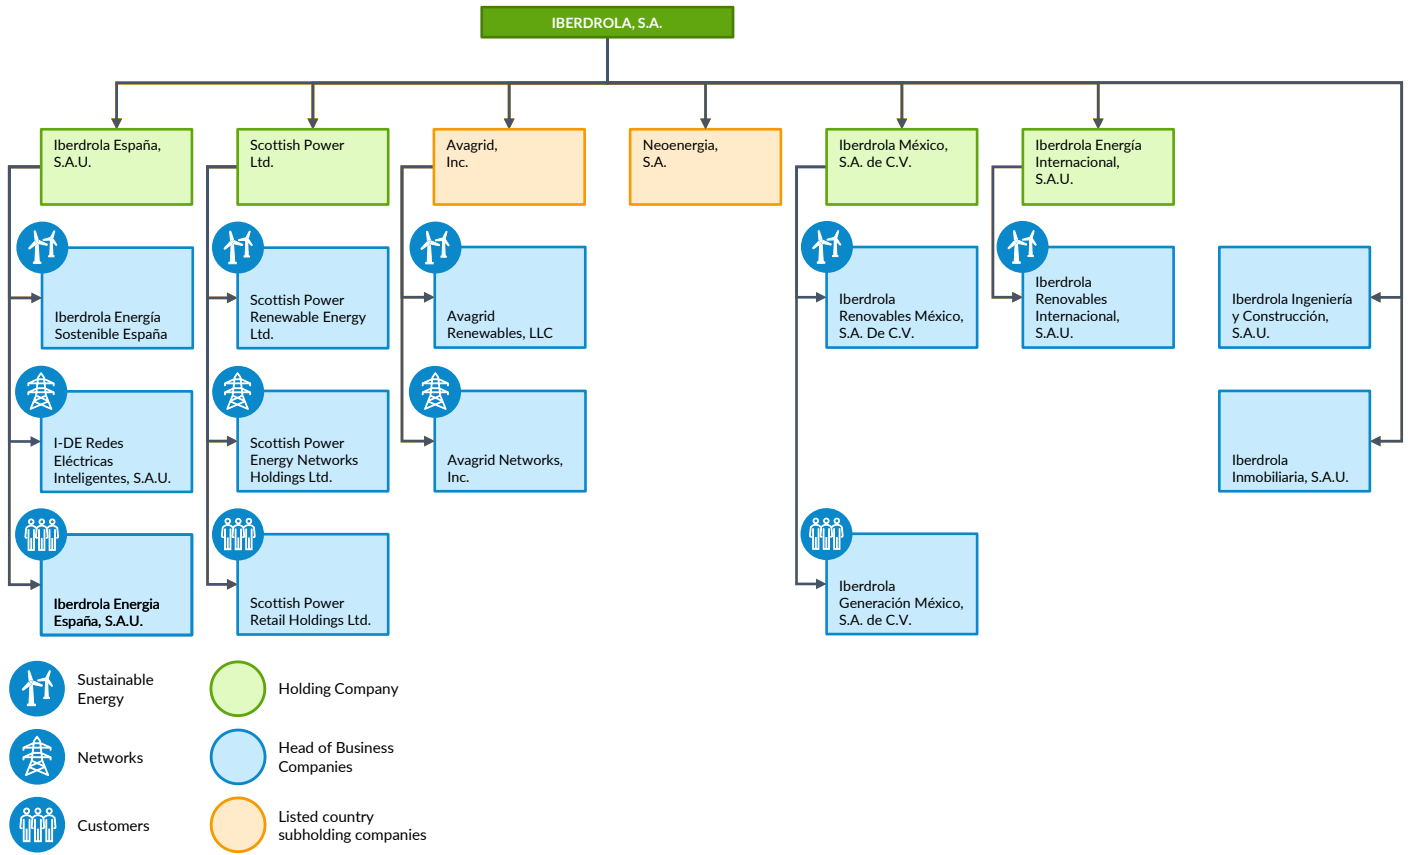 IBERDROLA, S.A.
Iberdrola España,
S.A.U.
Scottish Power
Ltd.
Avagrid,
Inc.
Neoenergia,
S.A.
Iberdrola México,
S.A. de C.V.
Iberdrola Energía
Internacional,
S.A.U.
Iberdrola Energía
Sostenible España
Scottish Power
Renewable Energy
Ltd.
Avagrid
Renewables, LLC
Iberdrola
Renovables México,
S.A. De C.V.
Iberdrola
Renovables
Internacional,
S.A.U.
Iberdrola Ingeniería
y Construcción,
S.A.U.
I-DE Redes
Eléctricas
Inteligentes, S.A.U.
Scottish Power
Energy Networks
Holdings Ltd.
Avagrid Networks,
Inc.
Iberdrola
Inmobiliaria, S.A.U.
Iberdrola Energia
España, S.A.U.
Scottish Power
Retail Holdings Ltd.
Iberdrola
Generación México,
S.A. de C.V.
Sustainable
Energy
Holding Company
Networks
Head of Business
Companies
Customers
Listed country
subholding companies